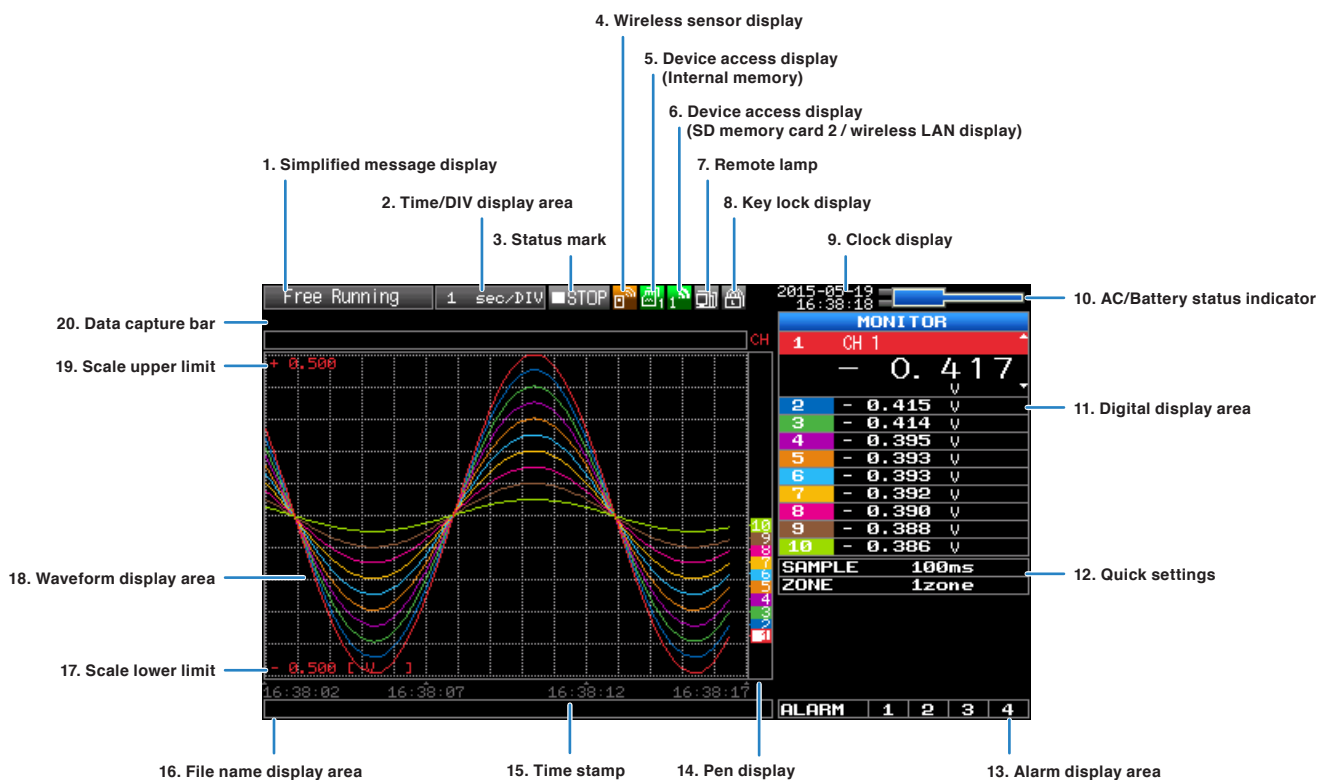 4. Wireless sensor display
5. Device access display
(Internal memory)
6. Device access display
(SD memory card 2 / wireless LAN display)
1. Simplified message display
7. Remote lamp
2. Time/DIV display area
8. Key lock display
3. Status mark
9. Clock display
Free Running
1 sec/DIV
STOP
1
1
2015-05-19
16:38:18
10. AC/Battery status indicator
20. Data capture bar
MONITOR
CH
1 CH 1
19. Scale upper limit
+ 0.500
- 0.417
V
2 - 0.415 V
11. Digital display area
3 - 0.414 V
4 - 0.395 V
5 - 0.393 V
6 - 0.393 V
7 - 0.392 V
8 - 0.390 V
9 - 0.388 V
10 - 0.386 V
10
9
8
7
6
5
4
3
2
1
18. Waveform display area
SAMPLE 100ms
12. Quick settings
ZONE 1zone
17. Scale lower limit
- 0.500 [ V ]
16:38:02 16:38:07 16:38:12 16:38:17
ALARM 1 2 3 4
16. File name display area
15. Time stamp
14. Pen display
13. Alarm display area